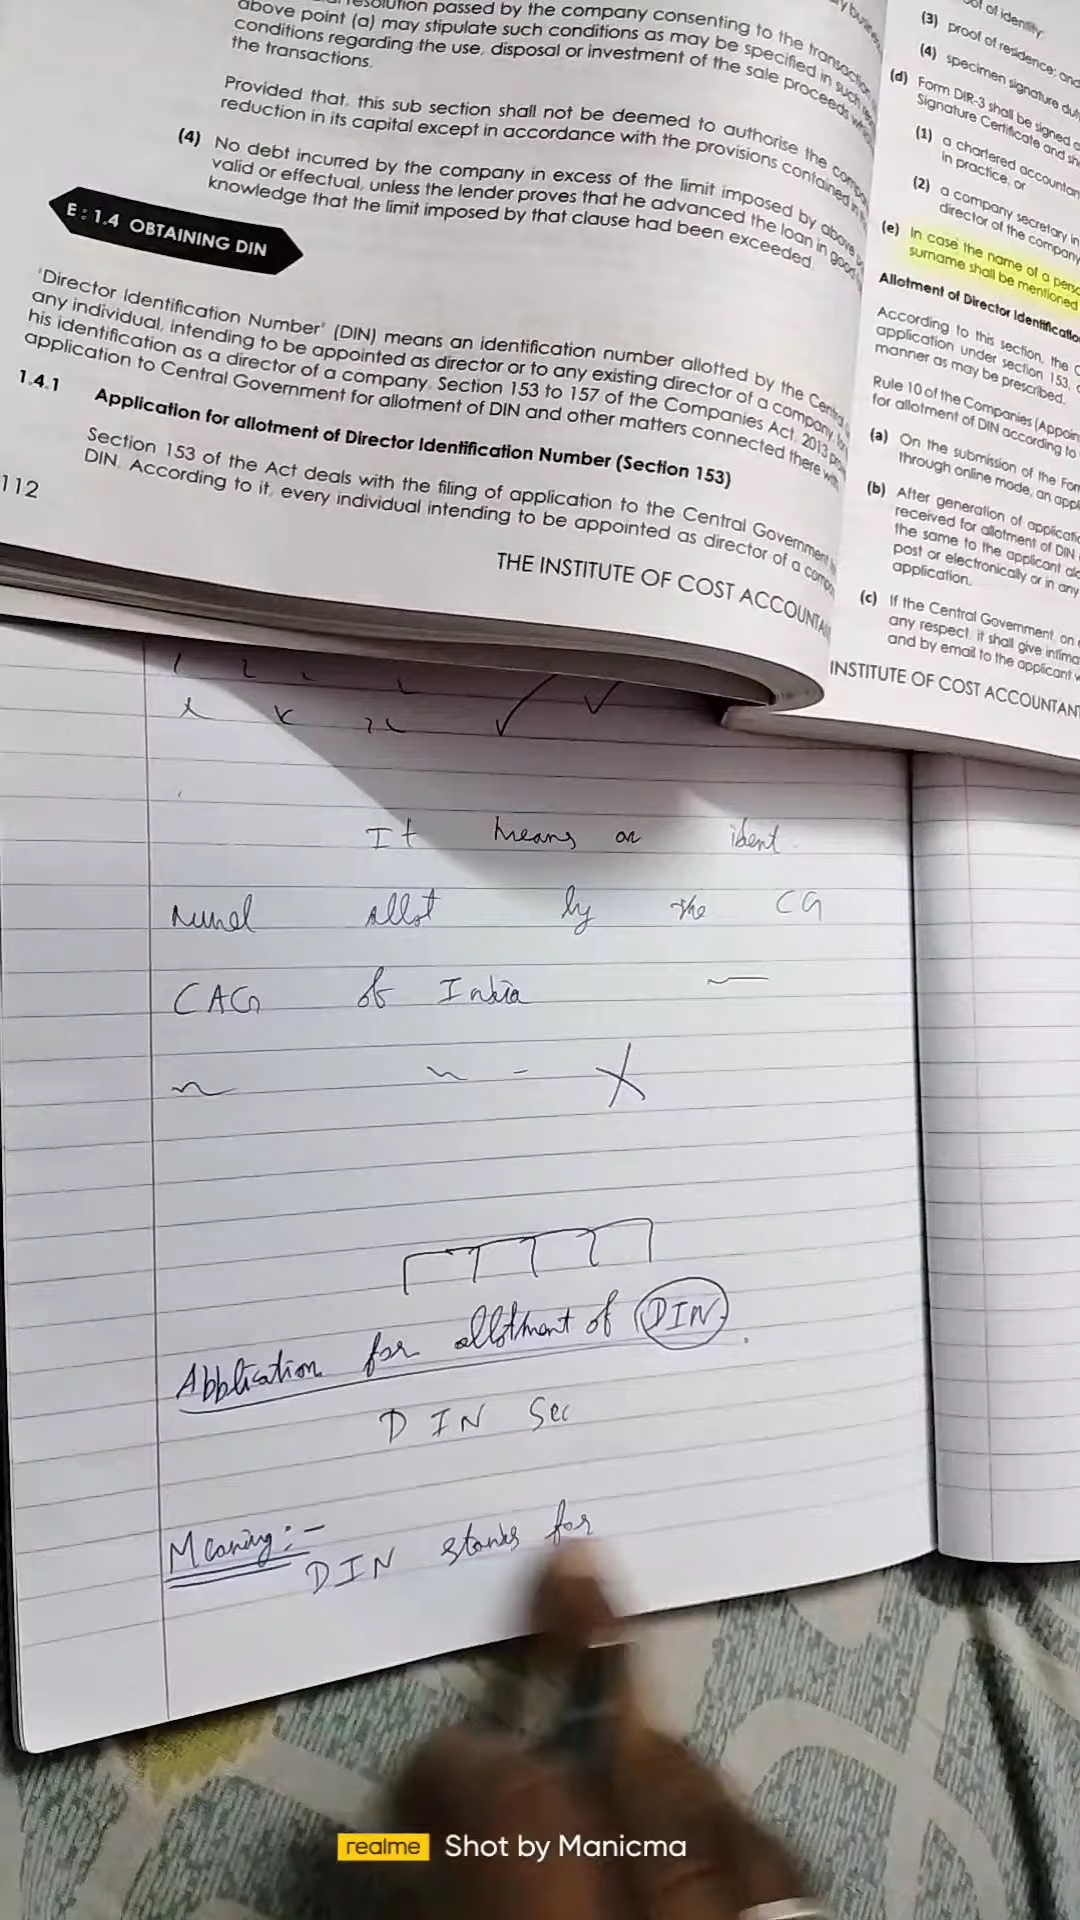 resolution passed by the company consenting to the transaction
above point (a) may stipulate such conditions as may be specified in such
conditions regarding the use, disposal or investment of the sale proceeds
the transactions.
Provided that, this sub section shall not be deemed to authorise the
reduction in its capital except in accordance with the provisions contained in
(4) No debt incurred by the company in excess of the limit imposed by above
valid or effectual, unless the lender proves that he advanced the loan in good
knowledge that the limit imposed by that clause had been exceeded.
E : 1.4 OBTAINING DIN
'Director Identification Number' (DIN) means an identification number allotted by the
any individual, intending to be appointed as director or to any existing director of a company,
his identification as a director of a company. Section 153 to 157 of the Companies Act, 2013
application to Central Government for allotment of DIN and other matters connected there
1.4.1 Application for allotment of Director Identification Number (Section 153)
Section 153 of the Act deals with the filing of application to the Central Government
DIN. According to it, every individual intending to be appointed as director of a
112
THE INSTITUTE OF COST ACCOUNTAN
of identity;
(3) proof of residence; and
(4) specimen signature
(d) Form DIR-3 shall be signed
Signature Certificate and
(1) a chartered accountan
in practice, or
(2) a company secretary in
director of the company
(e) In case the name of a
surname shall be mentioned
Allotment of Director
According to this section, the
application under section 153,
manner as may be prescribed.
Rule 10 of the Companies
for allotment of DIN according to
(a) On the submission of the
through online mode, an
(b) After generation of
received for allotment of DIN
the same to the applicant
post or electronically or in any
application.
(c) If the Central Government, on
any respect, it shall give
and by email to the applicant
INSTITUTE OF COST ACCOUNTANT
It means an ident
allot by the CG
CAG of India
Application for allotment of DIN.
DIN Sec
Meaning:-
DIN stands for
realme Shot by Manicma